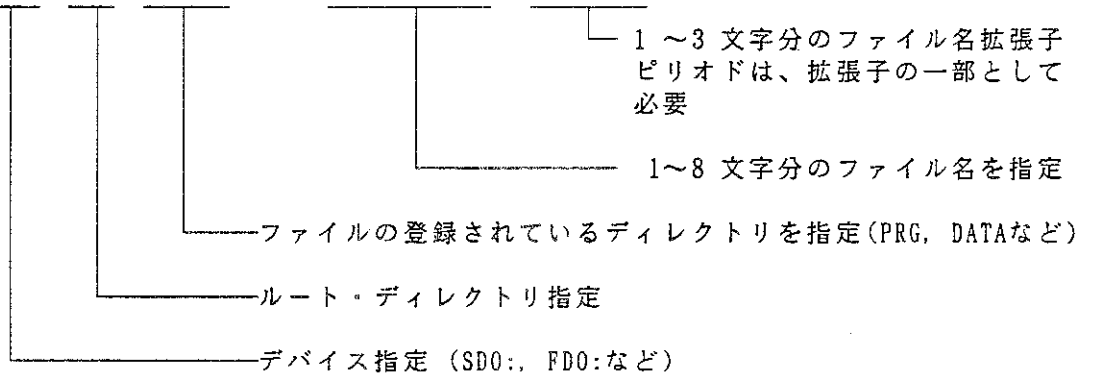 1 ～3 文字分のファイル名拡張子
ピリオドは、拡張子の一部として
必要
1～8 文字分のファイル名を指定
ファイルの登録されているディレクトリを指定(PRG, DATAなど)
ルート・ディレクトリ指定
デバイス指定 (SD0:, FD0:など)